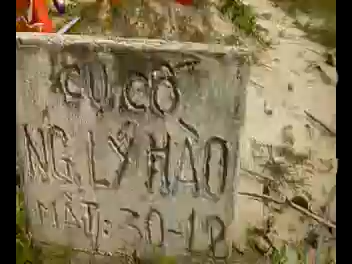 CỤ CỐ
NG. LÝ HÀO
MẤT: 30-12